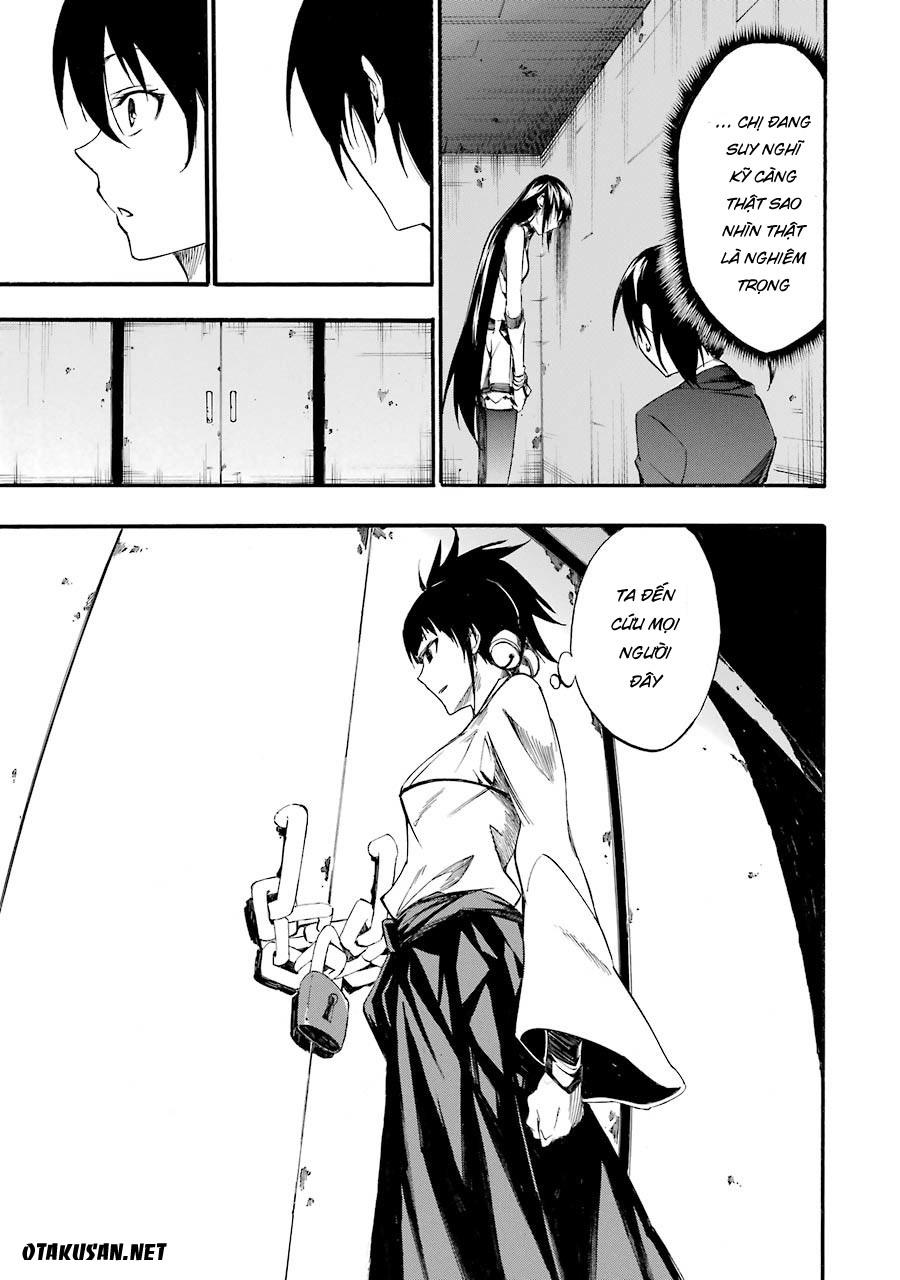 ... CHỊ ĐANG
SUY NGHĨ
KỸ CÀNG
THẬT SAO
NHÌN THẬT
LÀ NGHIÊM
TRỌNG
TA ĐẾN
CỨU MỌI
NGƯỜI
ĐÂY
OTAKUSAN.NET